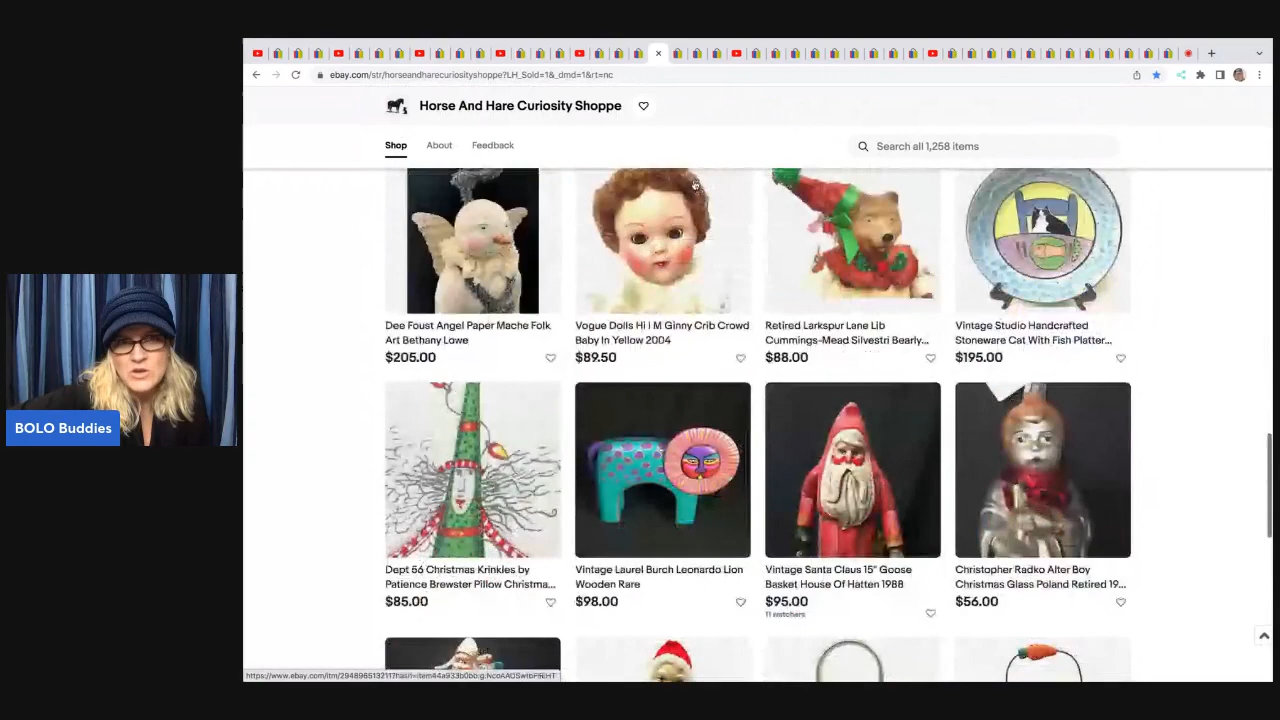 ebay.com/str/horseandharecuriosityshoppe?LH_Sold=1&_dmd=1&rt=nc
Horse And Hare Curiosity Shoppe
Shop About Feedback
Search all 1,258 items
Dee Foust Angel Paper Mache Folk
Art Bethany Lowe
$205.00
Vogue Dolls Hi I M Ginny Crib Crowd
Baby In Yellow 2004
$89.50
Retired Larkspur Lane Lib
Cummings-Mead Silvestri Bearly...
$88.00
Vintage Studio Handcrafted
Stoneware Cat With Fish Platter...
$195.00
BOLO Buddies
Dept 56 Christmas Krinkles by
Patience Brewster Pillow Christma...
$85.00
Vintage Laurel Burch Leonardo Lion
Wooden Rare
$98.00
Vintage Santa Claus 15" Goose
Basket House Of Hatten 1988
$95.00
11 watchers
Christopher Radko Alter Boy
Christmas Glass Poland Retired 19...
$56.00